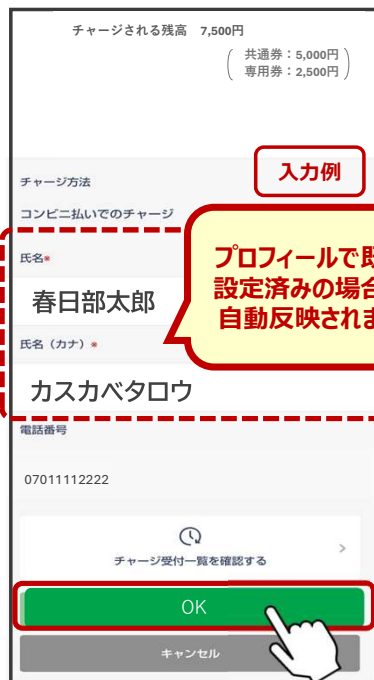 チャージされる残高 7,500円
(共通券：5,000円
専用券：2,500円)
入力例
チャージ方法
コンビニ払いでのチャージ
氏名*
プロフィールで既
設定済みの場合
自動反映されま
春日部太郎
氏名（カナ）*
カスカベタロウ
電話番号
07011112222
チャージ受付一覧を確認する
OK
キャンセル